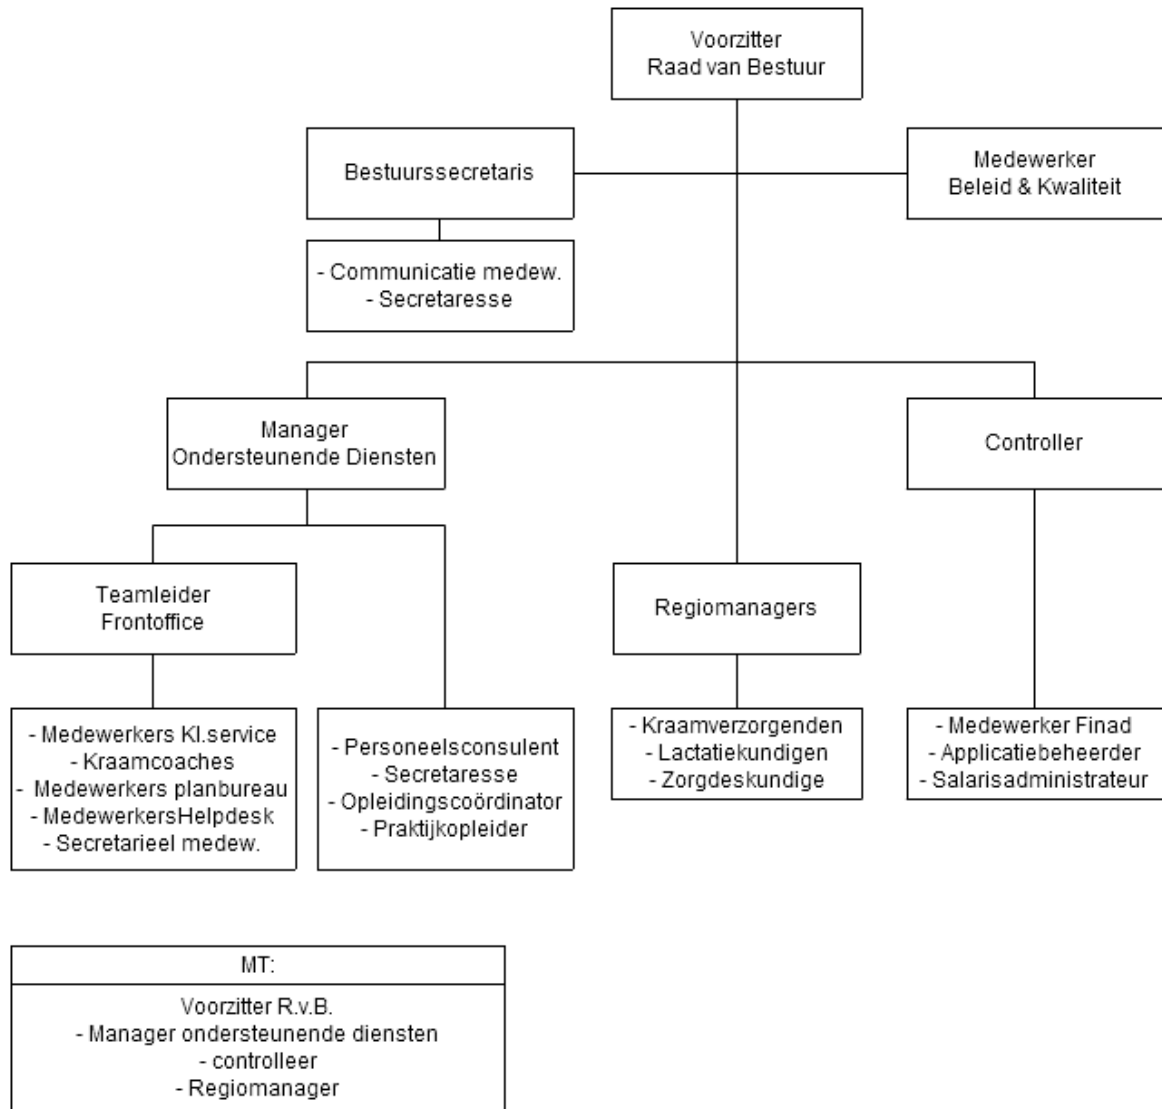 Voorzitter
Raad van Bestuur
Bestuurssecretaris
Medewerker
Beleid & Kwaliteit
- Communicatie medew.
- Secretaresse
Manager
Ondersteunende Diensten
Controller
Teamleider
Frontoffice
Regiomanagers
- Medewerkers Kl.service
- Kraamcoaches
- Medewerkers planbureau
- MedewerkersHelpdesk
- Secretarieel medew.
- Personeelsconsulent
- Secretaresse
- Opleidingscoördinator
- Praktijkopleider
- Kraamverzorgenden
- Lactatiekundigen
- Zorgdeskundige
- Medewerker Finad
- Applicatiebeheerder
- Salarisadministrateur
MT:
Voorzitter R.v.B.
- Manager ondersteunende diensten
- controlleer
- Regiomanager